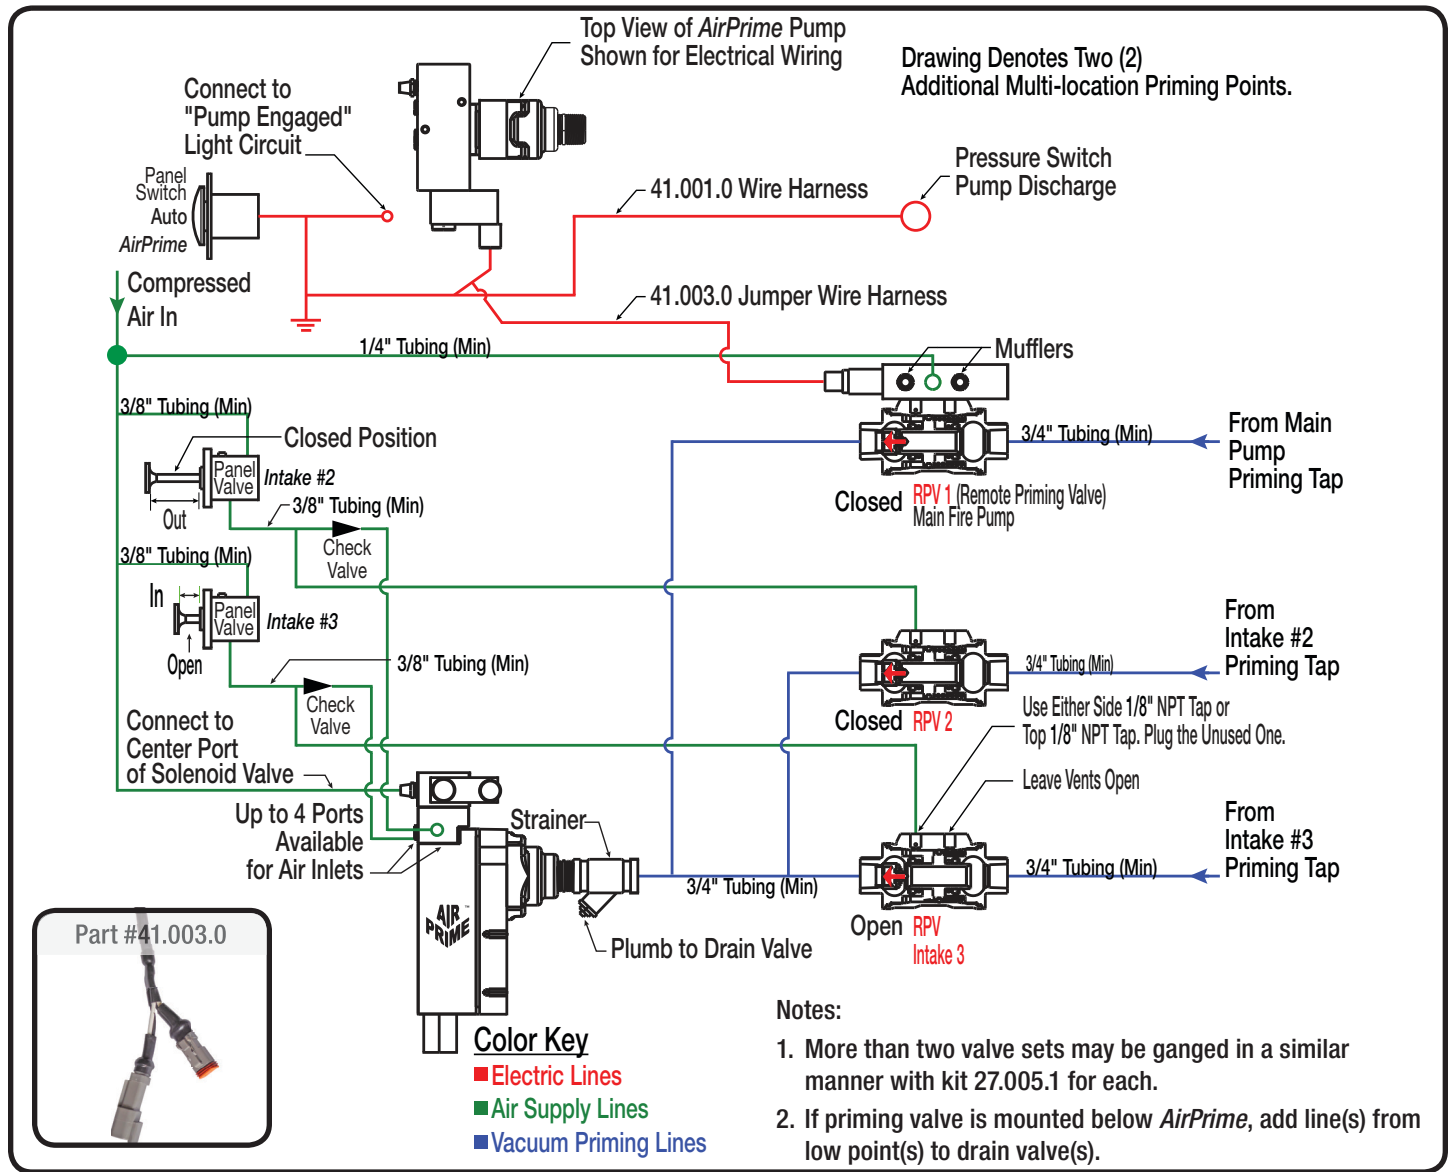 Top View of AirPrime Pump
Shown for Electrical Wiring
Drawing Denotes Two (2)
Additional Multi-location Priming Points.
Connect to
"Pump Engaged"
Light Circuit
Panel
Switch
Auto
AirPrime
41.001.0 Wire Harness
Pressure Switch
Pump Discharge
Compressed
Air In
41.003.0 Jumper Wire Harness
1/4" Tubing (Min)
Mufflers
3/8" Tubing (Min)
Closed Position
Panel
Valve
Intake #2
Out
3/8" Tubing (Min)
Check
Valve
3/4" Tubing (Min)
From Main
Pump
Priming Tap
Closed
RPV 1 (Remote Priming Valve)
Main Fire Pump
3/8" Tubing (Min)
In
Panel
Valve
Intake #3
Open
3/8" Tubing (Min)
Check
Valve
3/4" Tubing (Min)
From
Intake #2
Priming Tap
Closed RPV 2
Use Either Side 1/8" NPT Tap or
Top 1/8" NPT Tap. Plug the Unused One.
Leave Vents Open
Connect to
Center Port
of Solenoid Valve
Up to 4 Ports
Available
for Air Inlets
Strainer
3/4" Tubing (Min)
3/4" Tubing (Min)
From
Intake #3
Priming Tap
Open RPV
Intake 3
AIR
PRIME™
Plumb to Drain Valve
Part #41.003.0
Color Key
Electric Lines
Air Supply Lines
Vacuum Priming Lines
Notes:
1. More than two valve sets may be ganged in a similar
manner with kit 27.005.1 for each.
2. If priming valve is mounted below AirPrime, add line(s) from
low point(s) to drain valve(s).